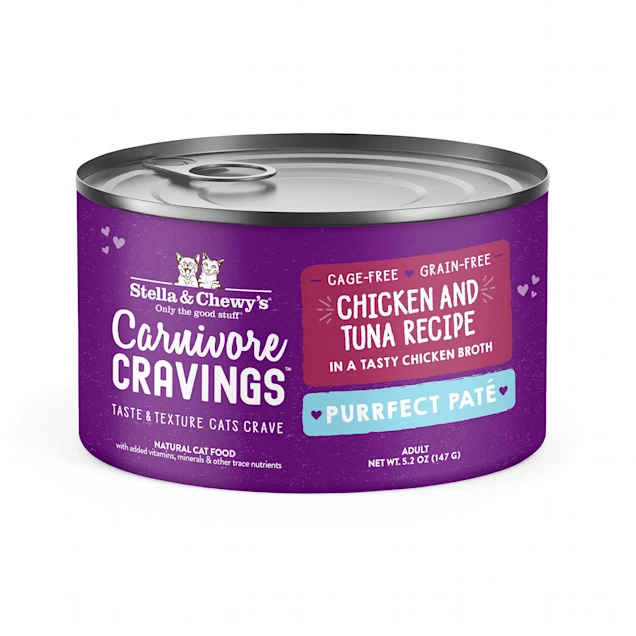 Stella & Chewy's®
Only the good stuff™
Carnivore
CRAVINGS™
TASTE & TEXTURE CATS CRAVE
NATURAL CAT FOOD
with added vitamins, minerals & other trace nutrients
CAGE-FREE ♥ GRAIN-FREE
CHICKEN AND
TUNA RECIPE
IN A TASTY CHICKEN BROTH
♥ PURRFECT PATÉ ♥
ADULT
NET WT. 5.2 OZ (147 G)